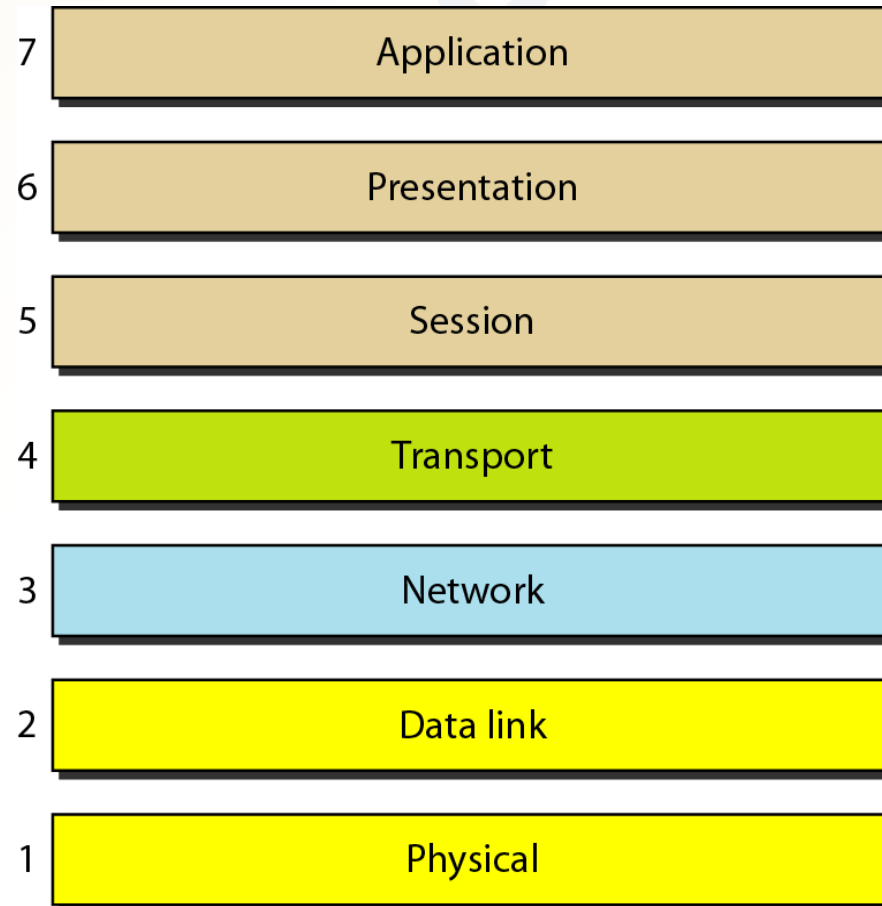 7 Application
6 Presentation
5 Session
4 Transport
3 Network
2 Data link
1 Physical